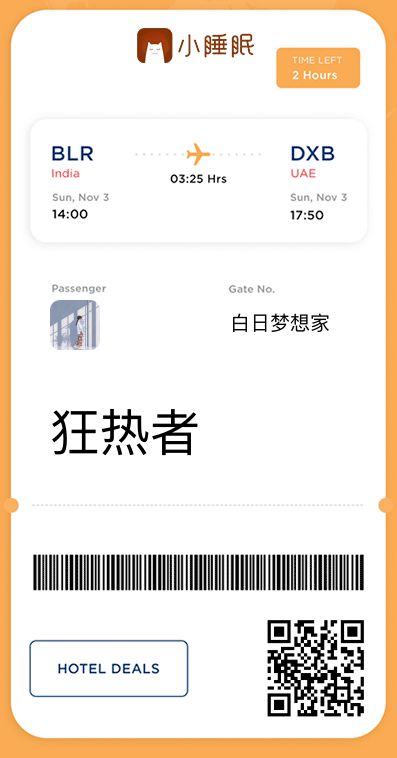 小睡眠
TIME LEFT
2 Hours
BLR
DXB
India
UAE
03:25 Hrs
Sun, Nov 3
Sun, Nov 3
14:00
17:50
Passenger
Gate No.
白日梦想家
狂热者
HOTEL DEALS